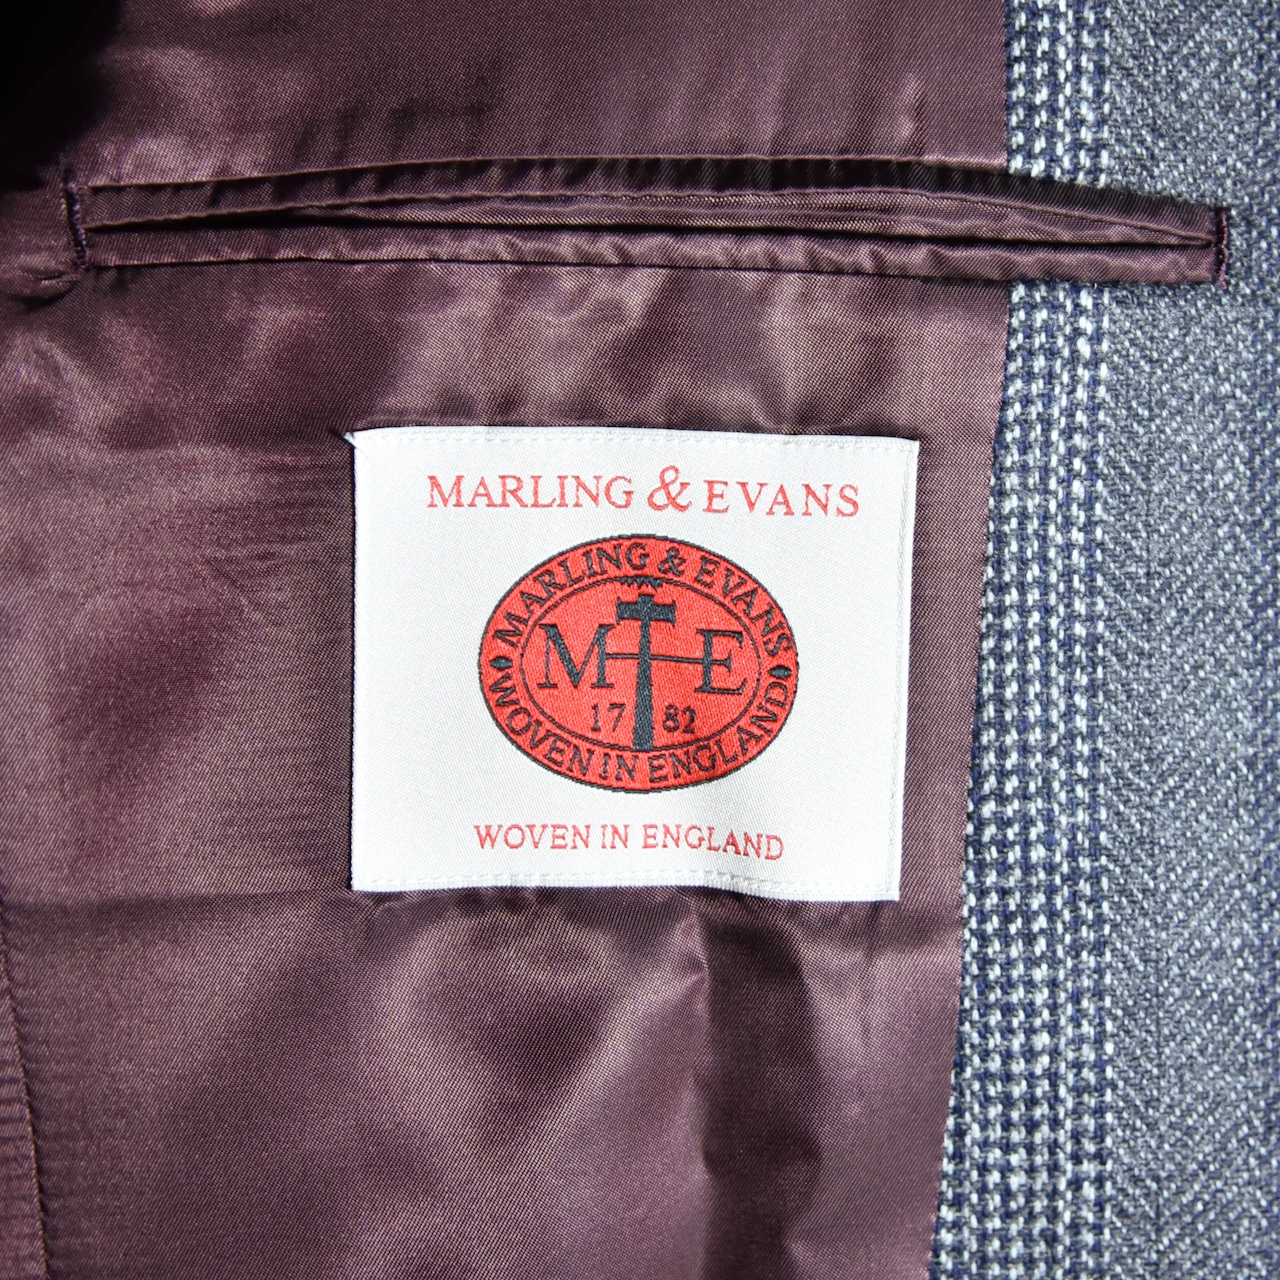 MARLING & EVANS
MARLING & EVANS
M E
17 82
WOVEN IN ENGLAND
WOVEN IN ENGLAND